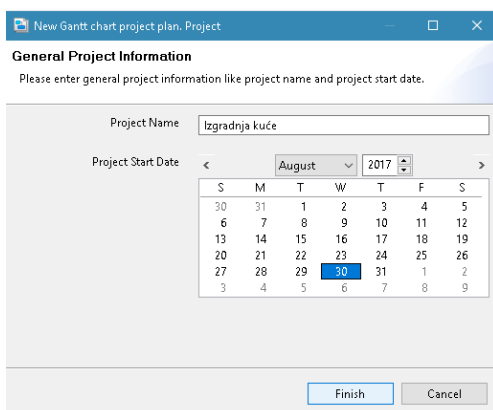 New Gantt chart project plan. Project
General Project Information
Please enter general project information like project name and project start date.
Project Name Izgradnja kuće
Project Start Date < August 2017 >
S M T W T F S
30 31 1 2 3 4 5
6 7 8 9 10 11 12
13 14 15 16 17 18 19
20 21 22 23 24 25 26
27 28 29 30 31 1 2
3 4 5 6 7 8 9
Finish Cancel